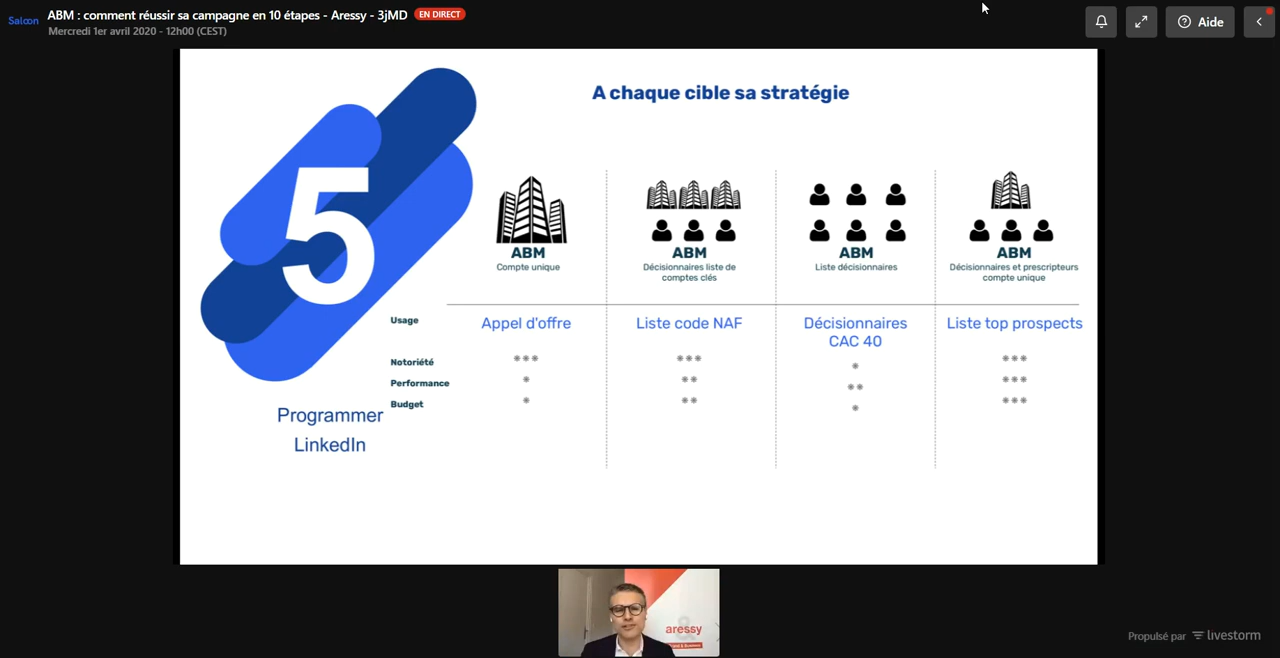 Saloon
ABM : comment réussir sa campagne en 10 étapes - Aressy - 3jMD EN DIRECT
Mercredi 1er avril 2020 - 12h00 (CEST)
Aide
A chaque cible sa stratégie
5
Programmer
LinkedIn
ABM
Compte unique
ABM
Décisionnaires liste de
comptes clés
ABM
Liste décisionnaires
ABM
Décisionnaires et prescripteurs
compte unique
Usage
Appel d'offre
Liste code NAF
Décisionnaires
CAC 40
Liste top prospects
Notoriété
Performance
Budget
aressy
Propulsé par livestorm